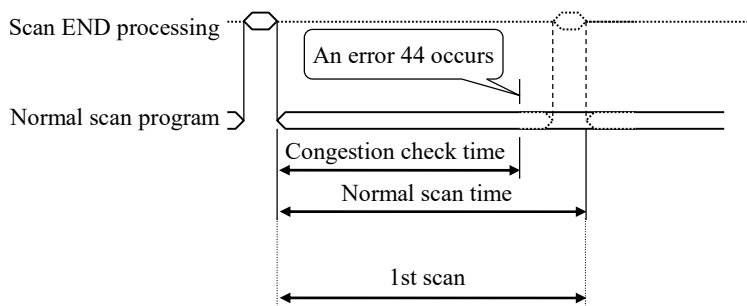 Scan END processing
An error 44 occurs
Normal scan program
Congestion check time
Normal scan time
1st scan